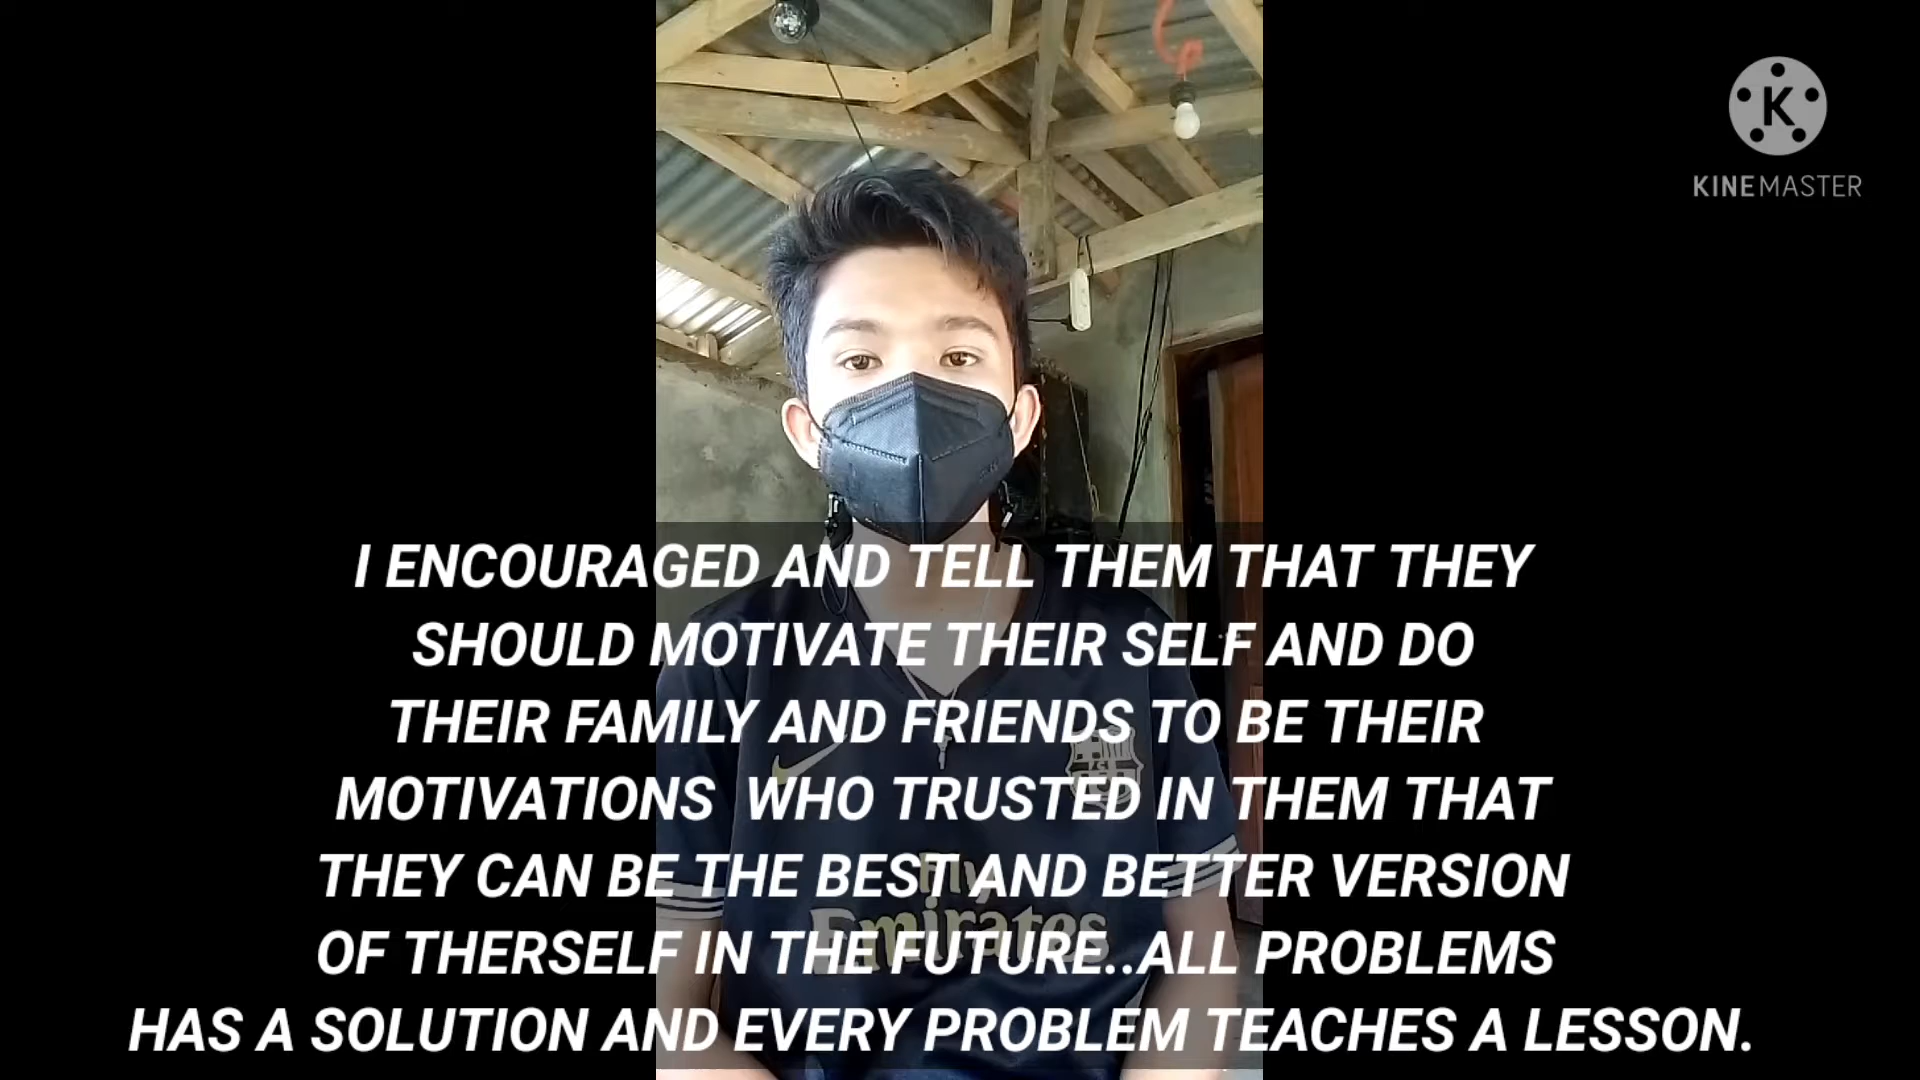 K
KINEMASTER
I ENCOURAGED AND TELL THEM THAT THEY
SHOULD MOTIVATE THEIR SELF AND DO
THEIR FAMILY AND FRIENDS TO BE THEIR
MOTIVATIONS WHO TRUSTED IN THEM THAT
THEY CAN BE THE BEST AND BETTER VERSION
OF THERSELF IN THE FUTURE..ALL PROBLEMS
HAS A SOLUTION AND EVERY PROBLEM TEACHES A LESSON.
Fly
Emirates